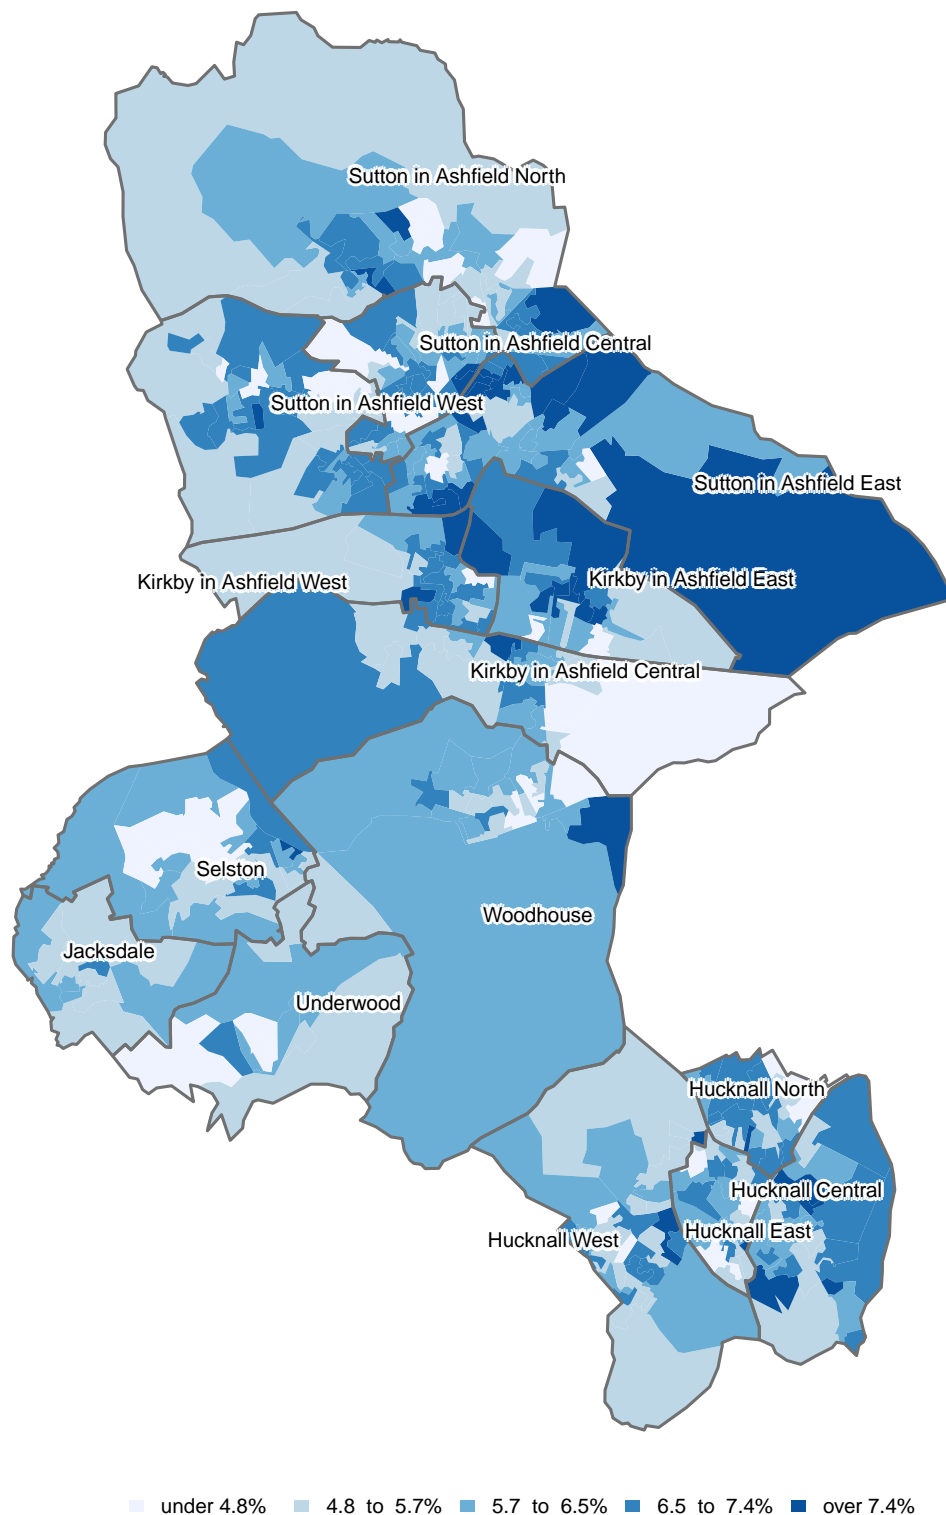 Sutton in Ashfield North
Sutton in Ashfield Central
Sutton in Ashfield West
Sutton in Ashfield East
Kirkby in Ashfield West
Kirkby in Ashfield East
Kirkby in Ashfield Central
Selston
Woodhouse
Jacksdale
Underwood
Hucknall North
Hucknall Central
Hucknall East
Hucknall West
under 4.8% 4.8 to 5.7% 5.7 to 6.5% 6.5 to 7.4% over 7.4%